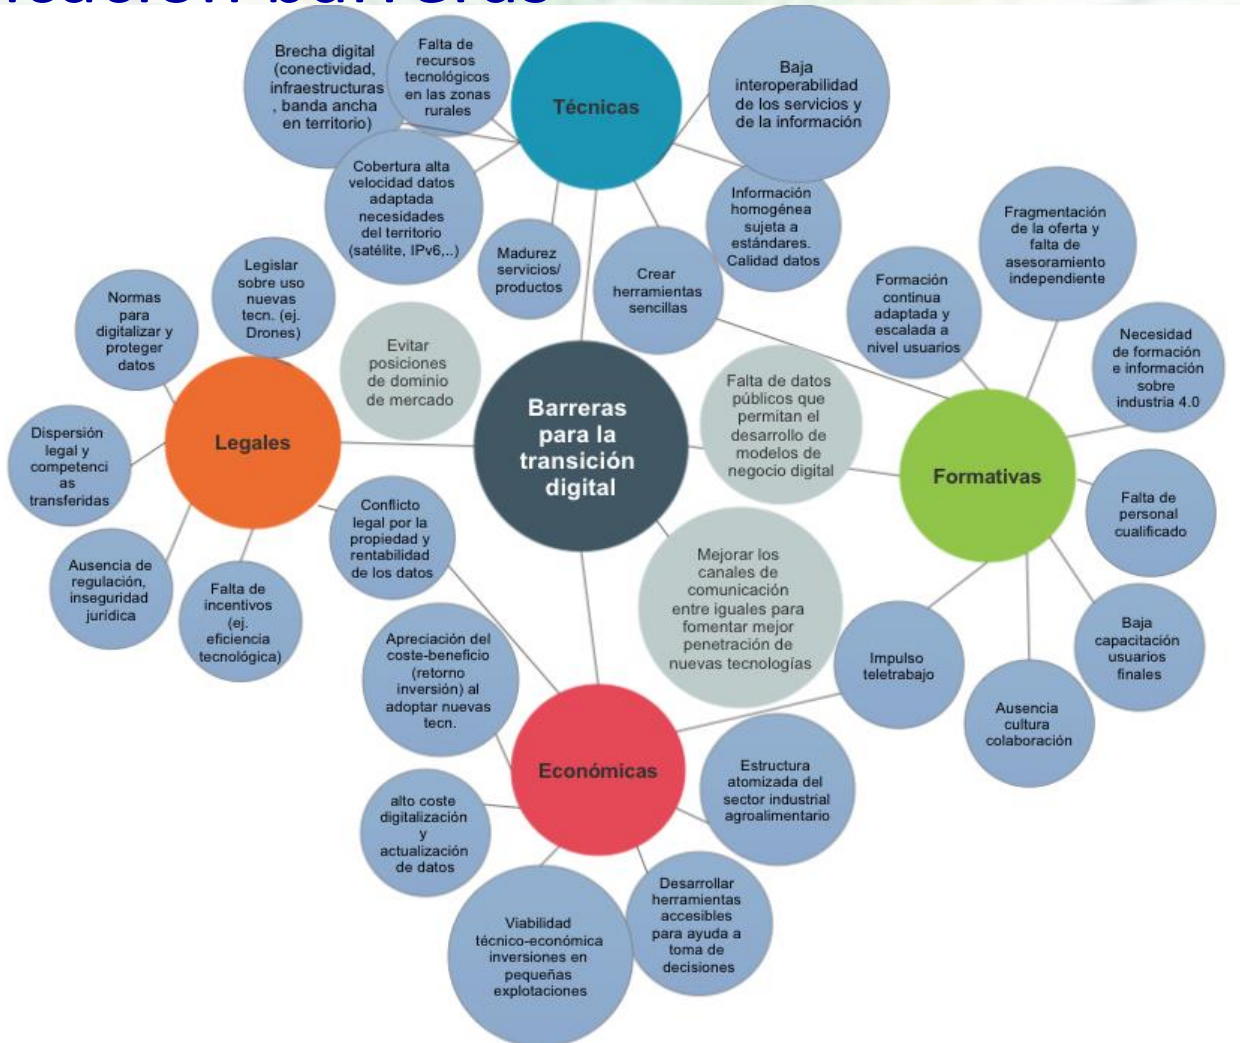 Brecha digital
(conectividad,
infraestructuras
, banda ancha
en territorio)
Falta de
recursos
tecnológicos
en las zonas
rurales
Técnicas
Baja
interoperabilidad
de los servicios y
de la información
Cobertura alta
velocidad datos
adaptada
necesidades
del territorio
(satélite, IPv6,..)
Madurez
servicios/
productos
Crear
herramientas
sencillas
Información
homogénea
sujeta a
estándares.
Calidad datos
Fragmentación
de la oferta y
falta de
asesoramiento
independiente
Formación
continua
adaptada y
escalada a
nivel usuarios
Necesidad
de formación
e información
sobre
industria 4.0
Legislar
sobre uso
nuevas
tecn. (ej.
Drones)
Normas
para
digitalizar y
proteger
datos
Evitar
posiciones
de dominio
de mercado
Barreras
para la
transición
digital
Falta de datos
públicos que
permitan el
desarrollo de
modelos de
negocio digital
Legales
Formativas
Dispersión
legal y
competenci
as
transferidas
Ausencia de
regulación,
inseguridad
jurídica
Falta de
incentivos
(ej.
eficiencia
tecnológica)
Conflicto
legal por la
propiedad y
rentabilidad
de los datos
Mejorar los
canales de
comunicación
entre iguales para
fomentar mejor
penetración de
nuevas tecnologías
Falta de
personal
cualificado
Baja
capacitación
usuarios
finales
Impulso
teletrabajo
Ausencia
cultura
colaboración
Apreciación del
coste-beneficio
(retorno
inversión) al
adoptar nuevas
tecn.
Económicas
Estructura
atomizada del
sector industrial
agroalimentario
alto coste
digitalización
y
actualización
de datos
Viabilidad
técnico-económica
inversiones en
pequeñas
explotaciones
Desarrollar
herramientas
accesibles
para ayuda a
toma de
decisiones